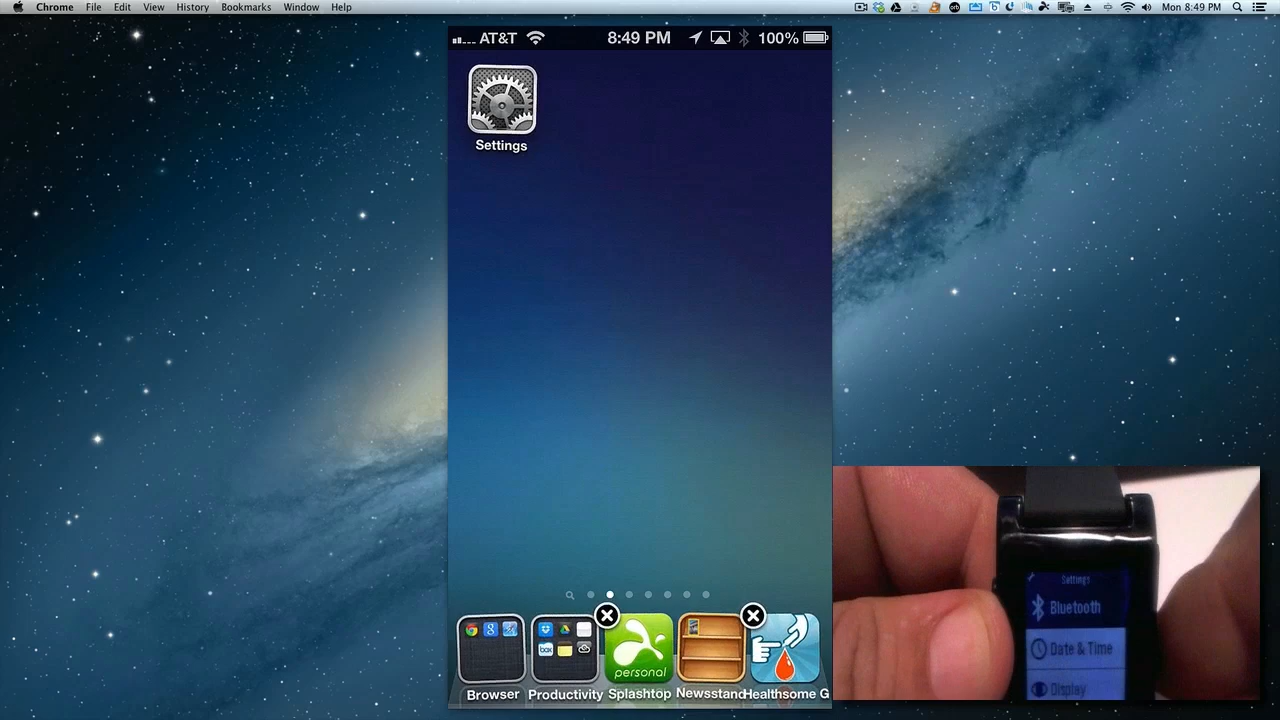 Chrome File Edit View History Bookmarks Window Help
Mon 8:49 PM
AT&T 8:49 PM 100%
Settings
personal
box
Browser Productivity Splashtop Newsstand Healthsome G
Settings
Bluetooth
Date & Time
Display